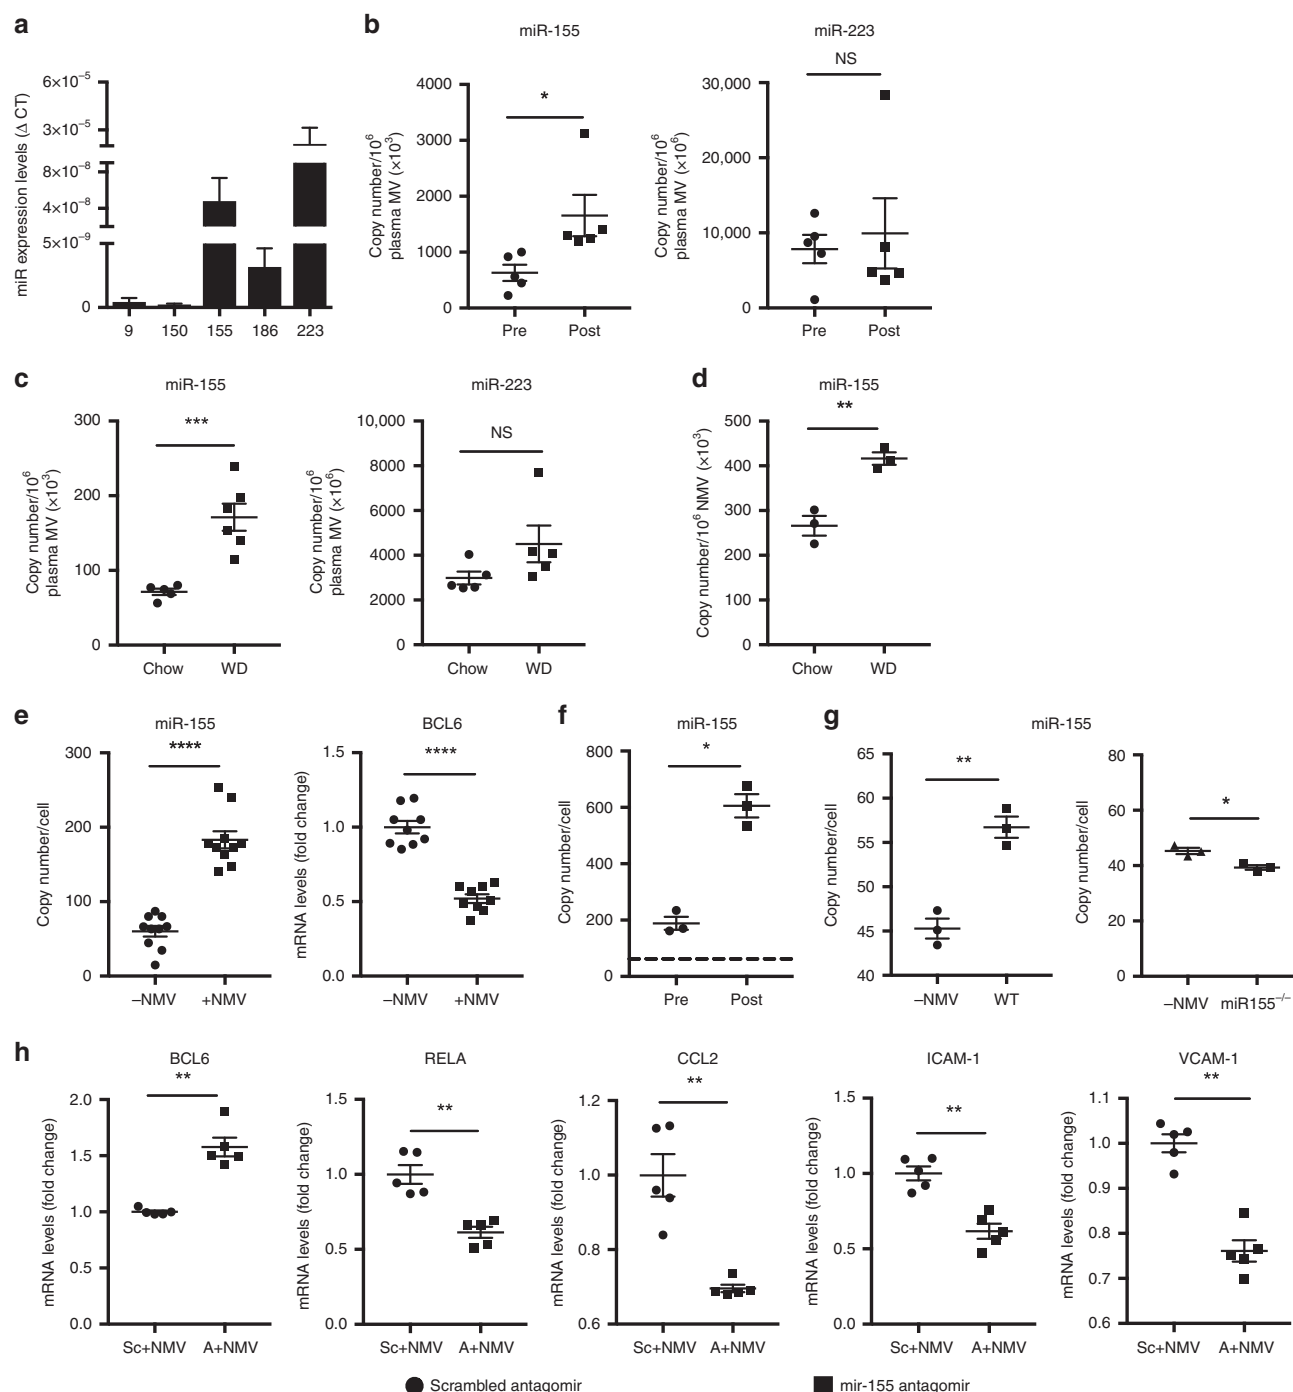 a
miR expression levels (Δ CT)
6×10⁻⁵
3×10⁻⁵
8×10⁻⁸
4×10⁻⁸
5×10⁻⁹
0
9 150 155 186 223
b
miR-155
Copy number/10⁶
plasma MV (×10³)
4000
3000
2000
1000
0
*
Pre Post
miR-223
Copy number/10⁶
plasma MV (×10⁶)
30,000
20,000
10,000
0
NS
Pre Post
c
miR-155
Copy number/10⁶
plasma MV (×10³)
300
200
100
0
***
Chow WD
miR-223
Copy number/10⁶
plasma MV (×10⁶)
10,000
8000
6000
4000
2000
0
NS
Chow WD
d
miR-155
**
Copy number/10⁶ NMV (×10³)
500
400
300
200
100
0
Chow WD
e
miR-155
****
Copy number/cell
300
200
100
0
–NMV +NMV
BCL6
****
mRNA levels (fold change)
1.5
1.0
0.5
0.0
–NMV +NMV
f
miR-155
*
Copy number/cell
800
600
400
200
0
Pre Post
g
miR-155
Copy number/cell
65
60
55
50
45
40
**
–NMV WT
Copy number/cell
80
60
40
20
0
*
–NMV miR155⁻/⁻
h
BCL6
**
mRNA levels (fold change)
2.0
1.5
1.0
0.5
0.0
Sc+NMV A+NMV
RELA
**
mRNA levels (fold change)
1.5
1.0
0.5
0.0
Sc+NMV A+NMV
CCL2
**
mRNA levels (fold change)
1.2
1.0
0.8
0.6
Sc+NMV A+NMV
ICAM-1
**
mRNA levels (fold change)
1.5
1.0
0.5
0.0
Sc+NMV A+NMV
VCAM-1
**
mRNA levels (fold change)
1.1
1.0
0.9
0.8
0.7
0.6
Sc+NMV A+NMV
Scrambled antagomir
mir-155 antagomir